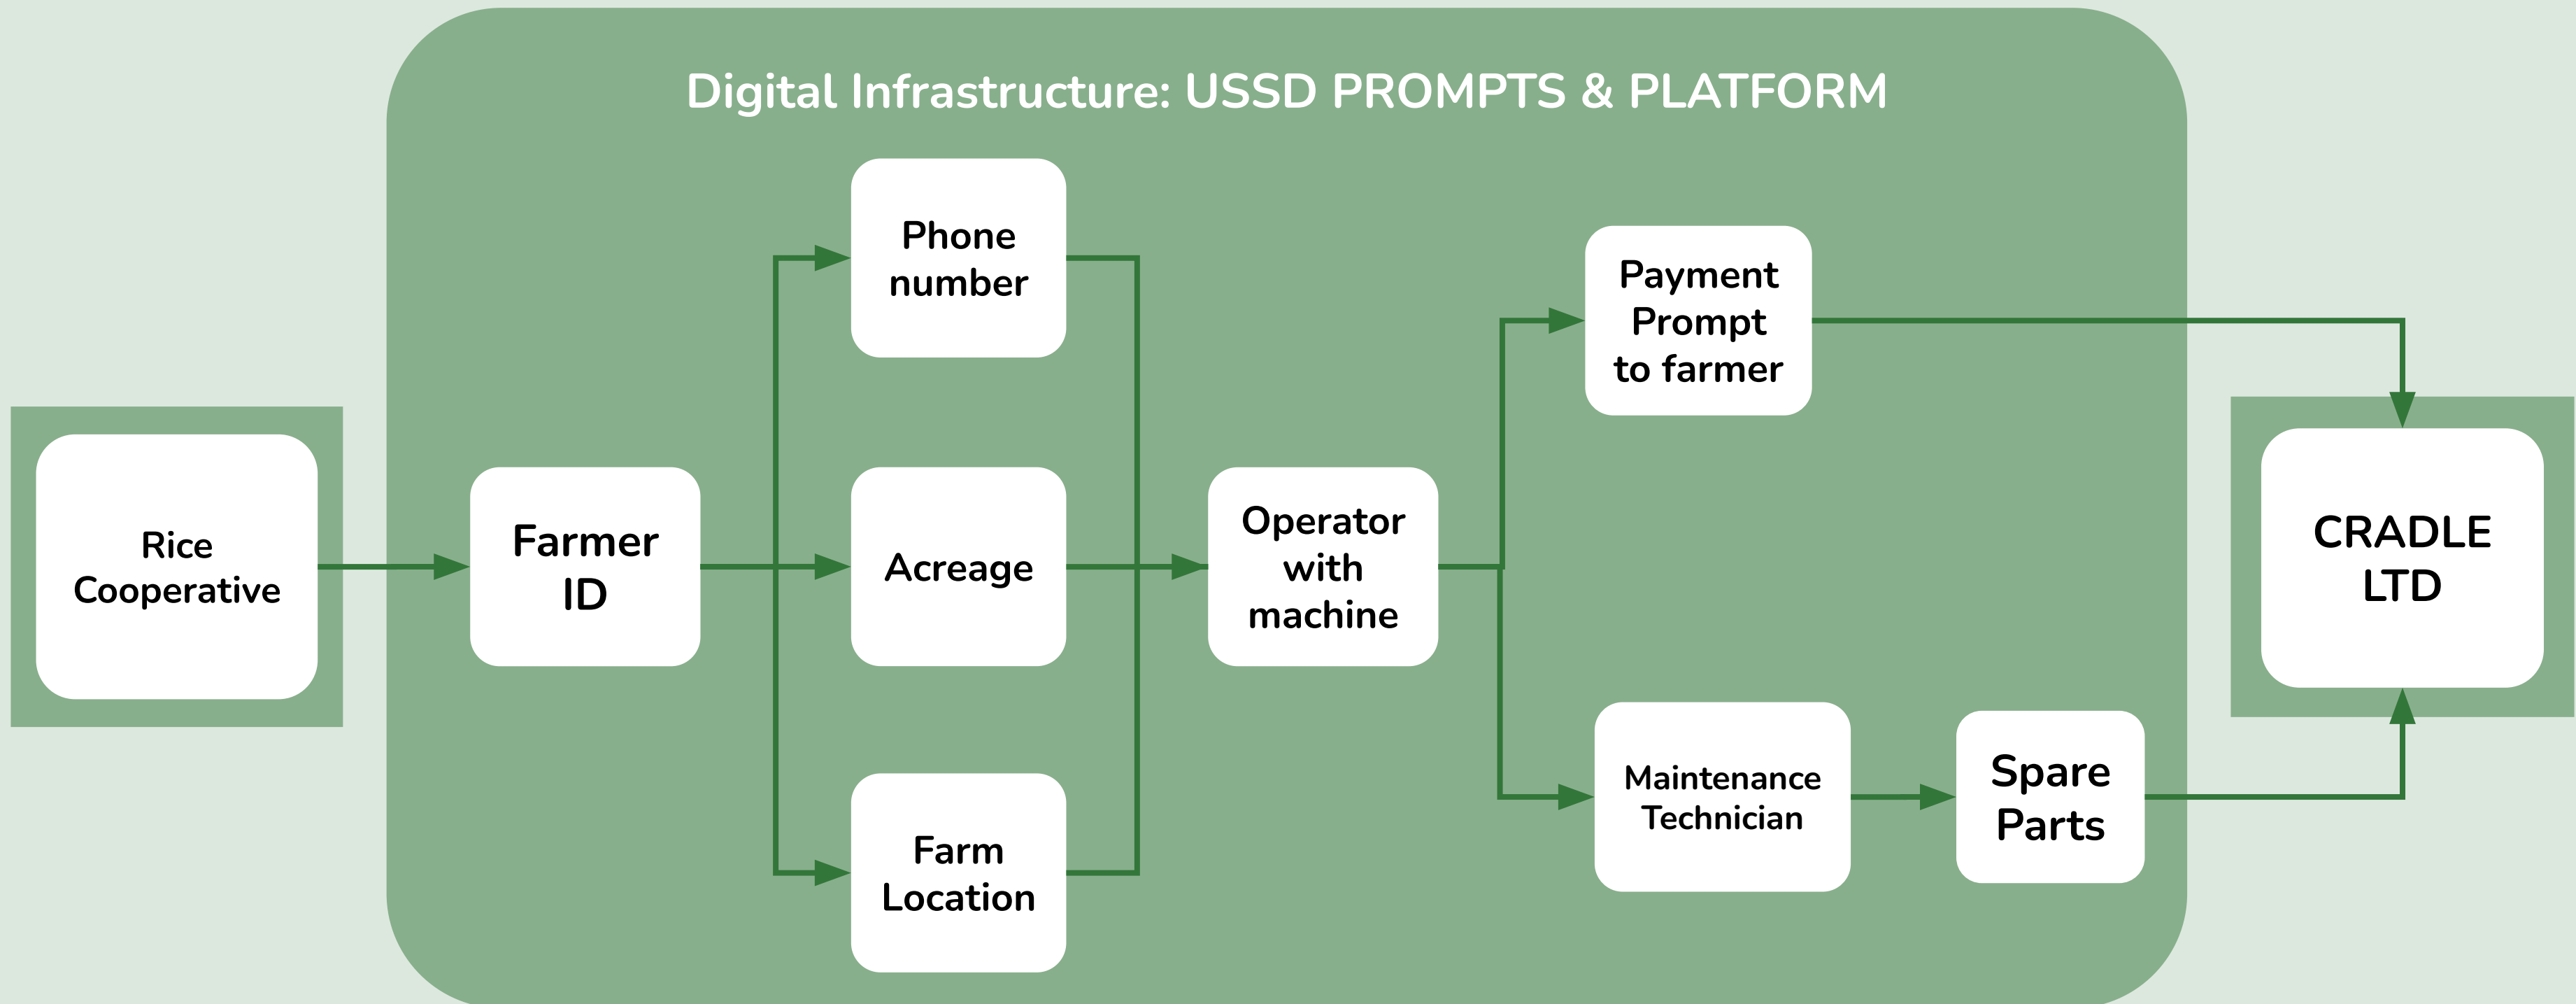 Digital Infrastructure: USSD PROMPTS & PLATFORM
Rice
Cooperative
Farmer
ID
Phone
number
Acreage
Farm
Location
Operator
with
machine
Payment
Prompt
to farmer
Maintenance
Technician
Spare
Parts
CRADLE
LTD